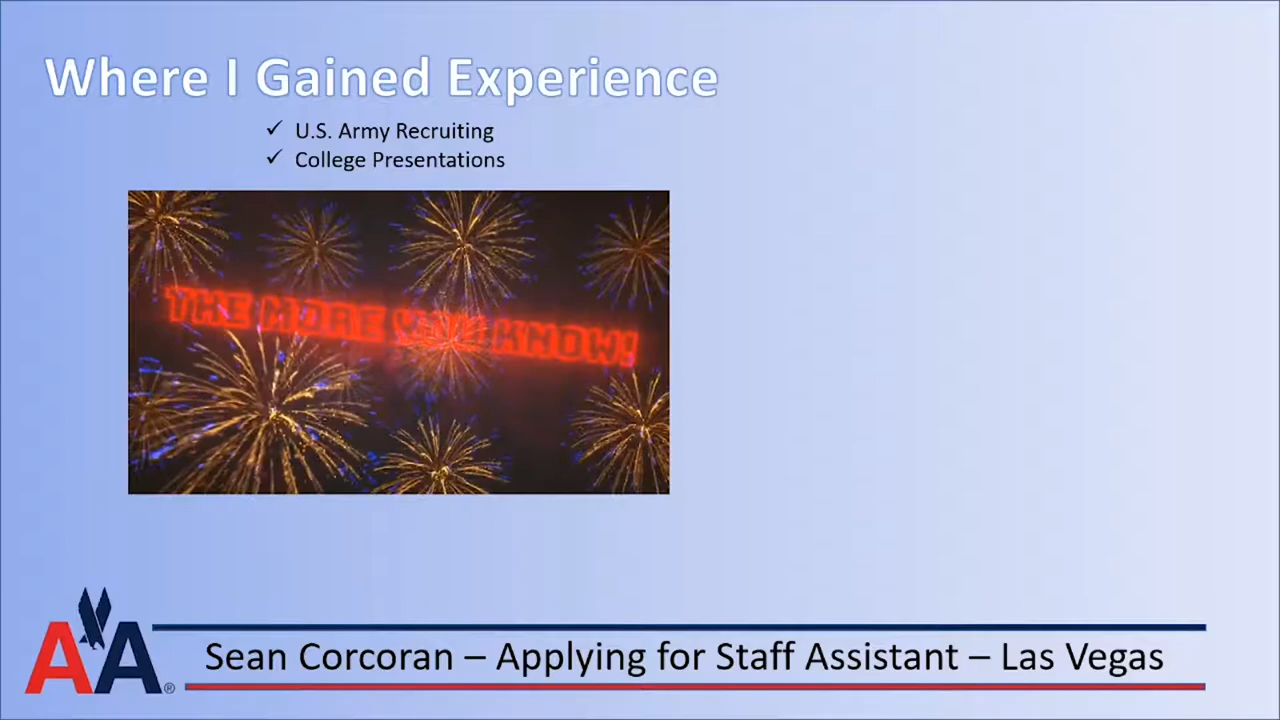 Where I Gained Experience
✓ U.S. Army Recruiting
✓ College Presentations
THE MORE YOU KNOW!
AA®
Sean Corcoran – Applying for Staff Assistant – Las Vegas